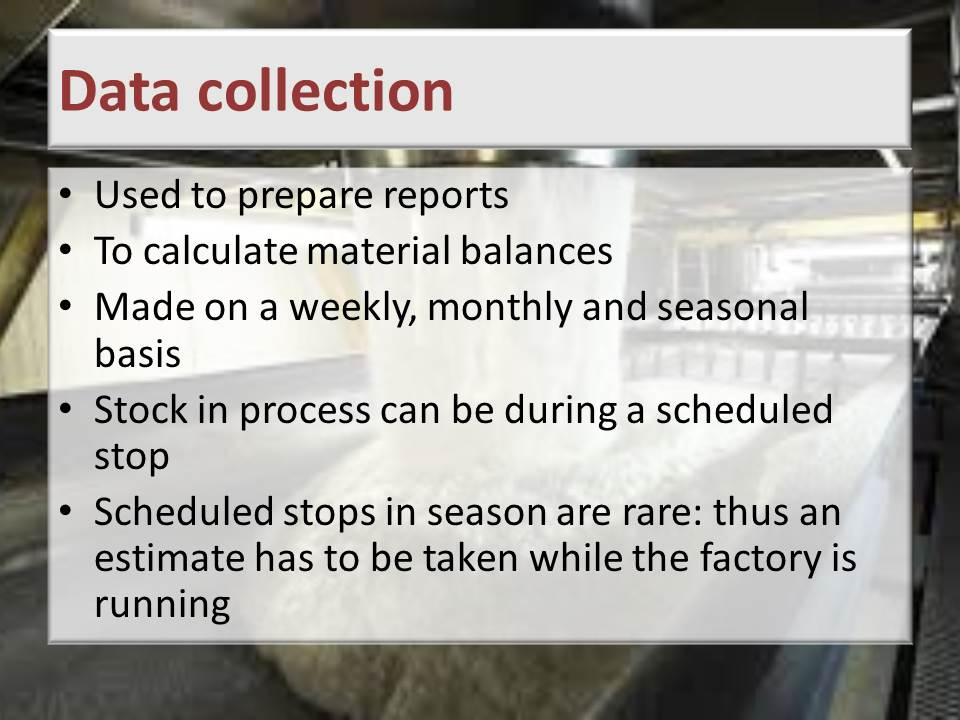 Data collection
• Used to prepare reports
• To calculate material balances
• Made on a weekly, monthly and seasonal
basis
• Stock in process can be during a scheduled
stop
• Scheduled stops in season are rare: thus an
estimate has to be taken while the factory is
running